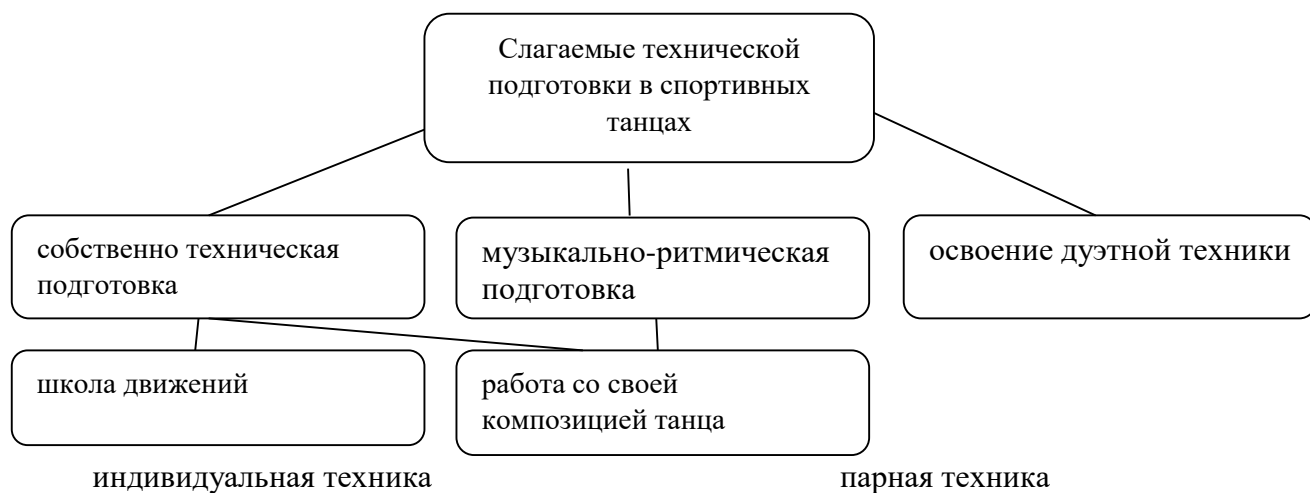 Слагаемые технической
подготовки в спортивных
танцах
собственно техническая
подготовка
музыкально-ритмическая
подготовка
освоение дуэтной техники
школа движений
работа со своей
композицией танца
индивидуальная техника
парная техника